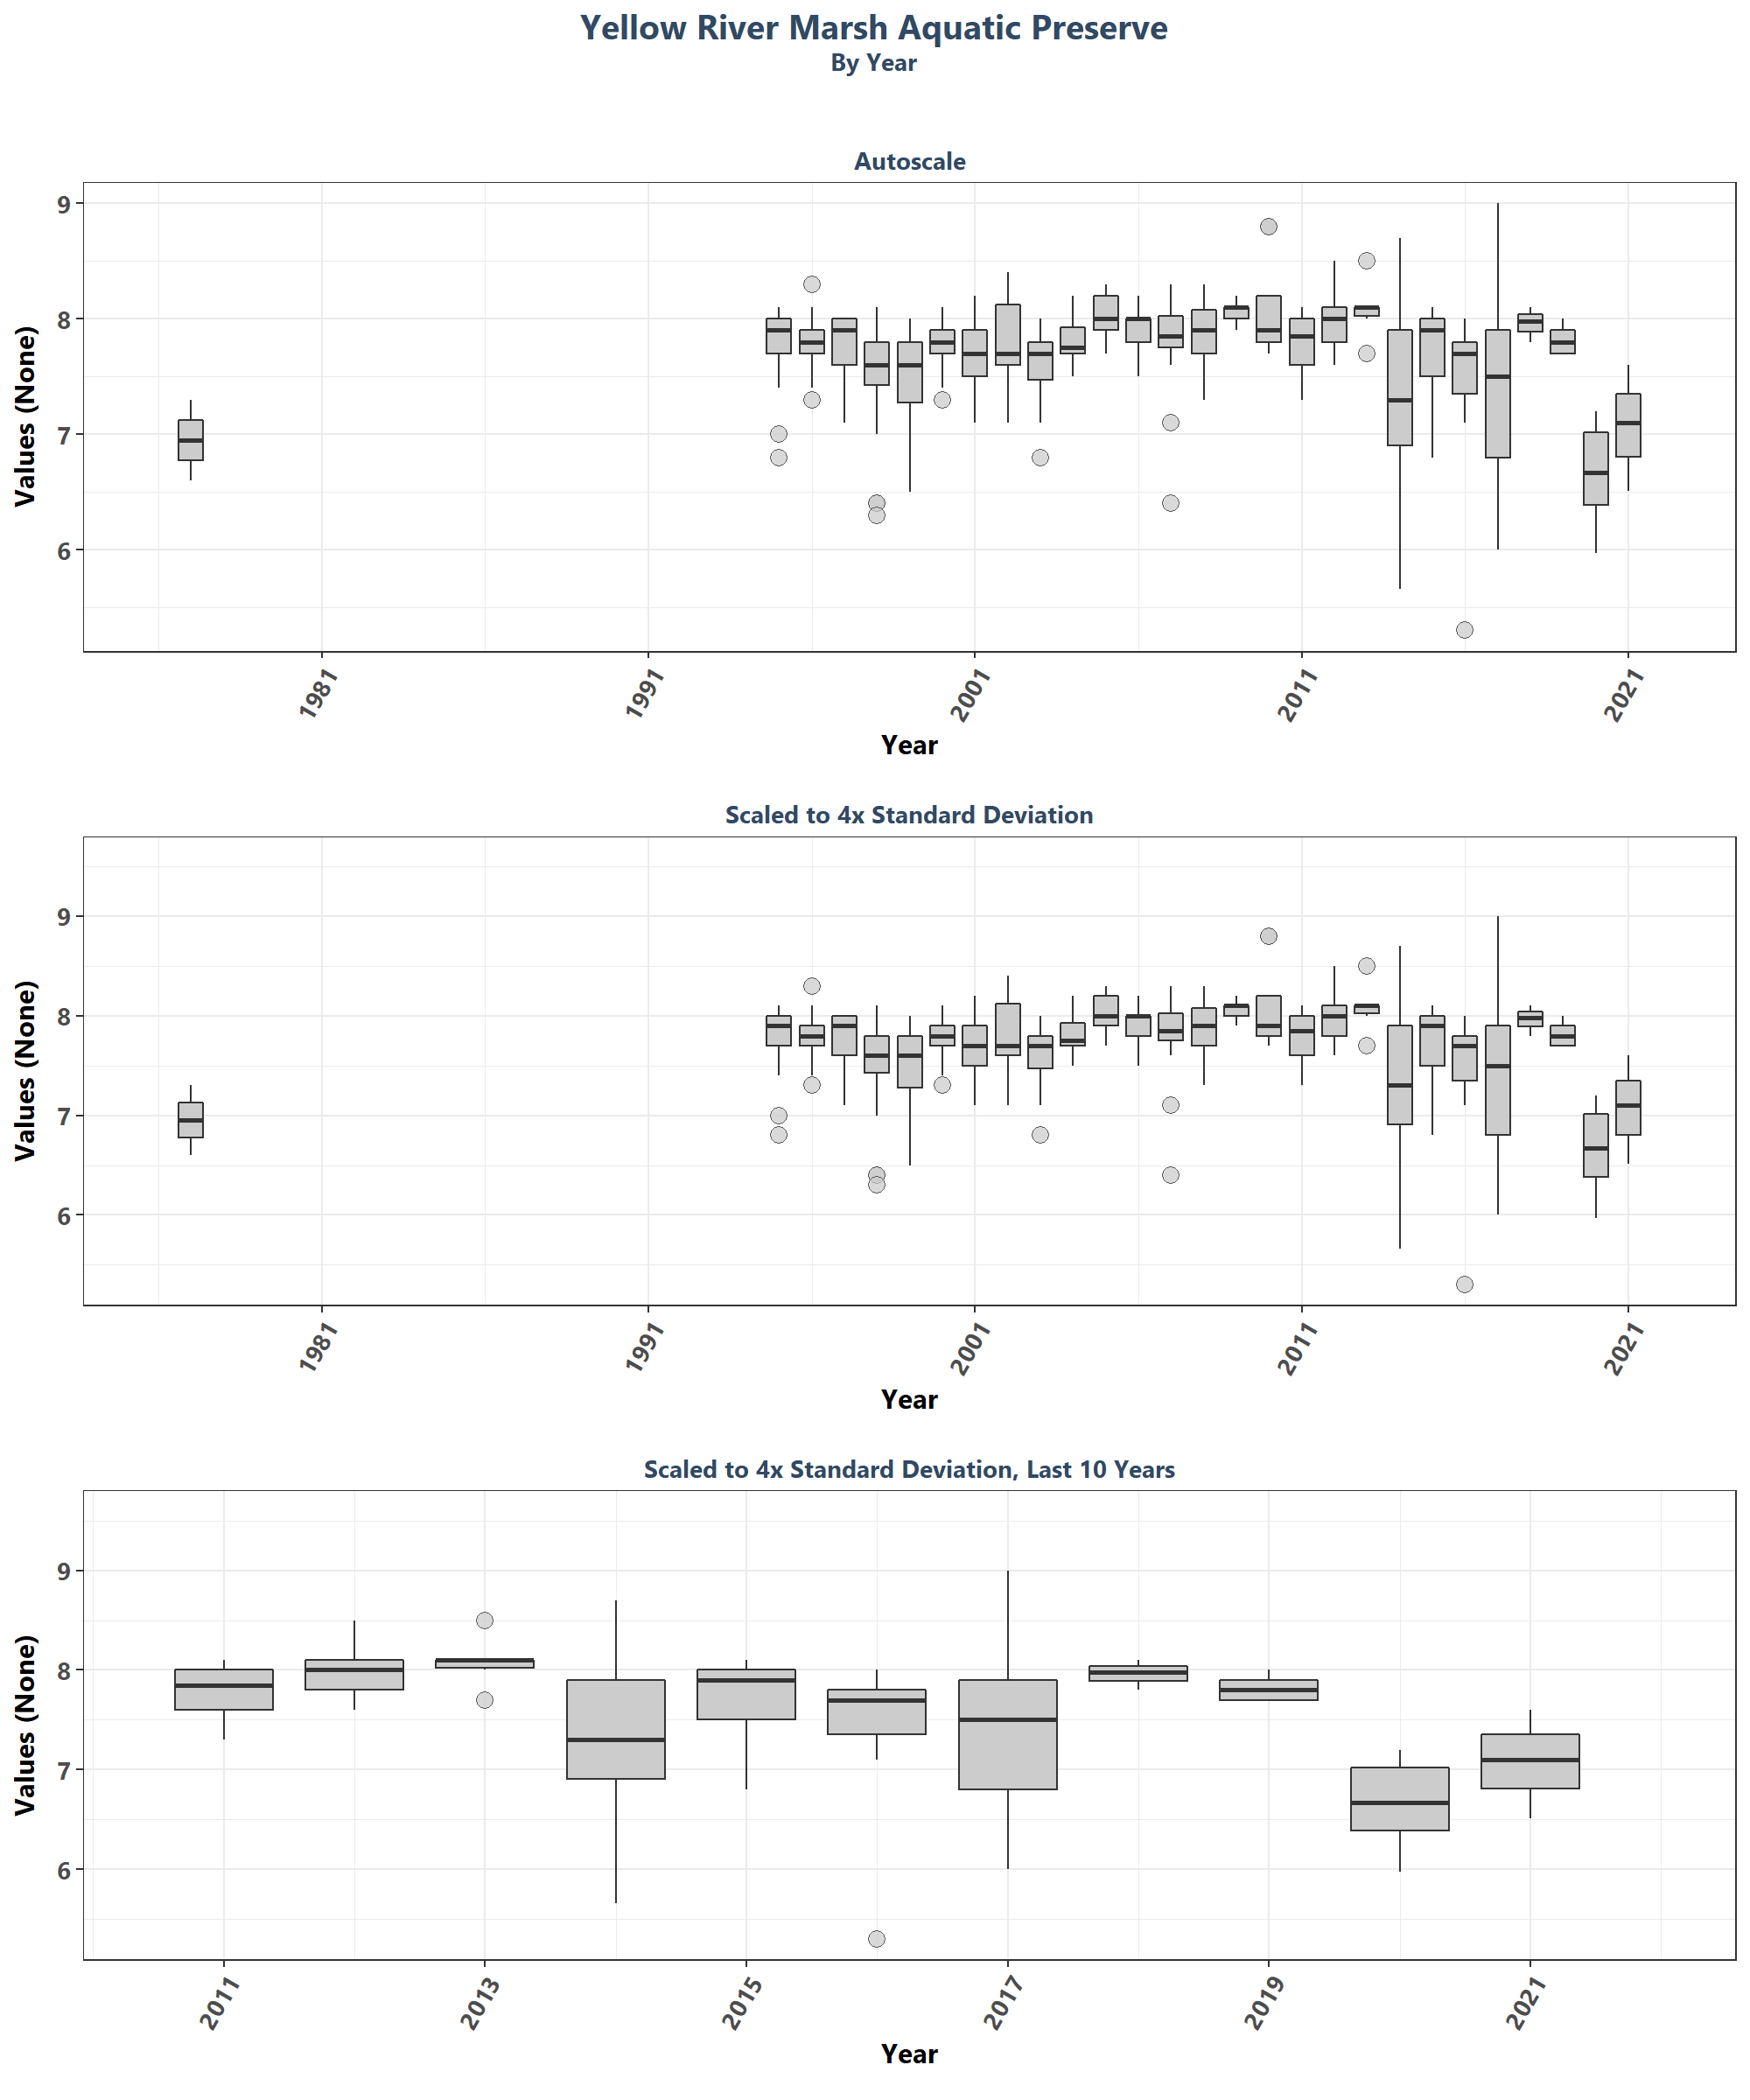 Yellow River Marsh Aquatic Preserve
By Year
Autoscale
Values (None)
9
8
7
6
1981
1991
2001
2011
2021
Year
Scaled to 4x Standard Deviation
Values (None)
9
8
7
6
1981
1991
2001
2011
2021
Year
Scaled to 4x Standard Deviation, Last 10 Years
Values (None)
9
8
7
6
2011
2013
2015
2017
2019
2021
Year